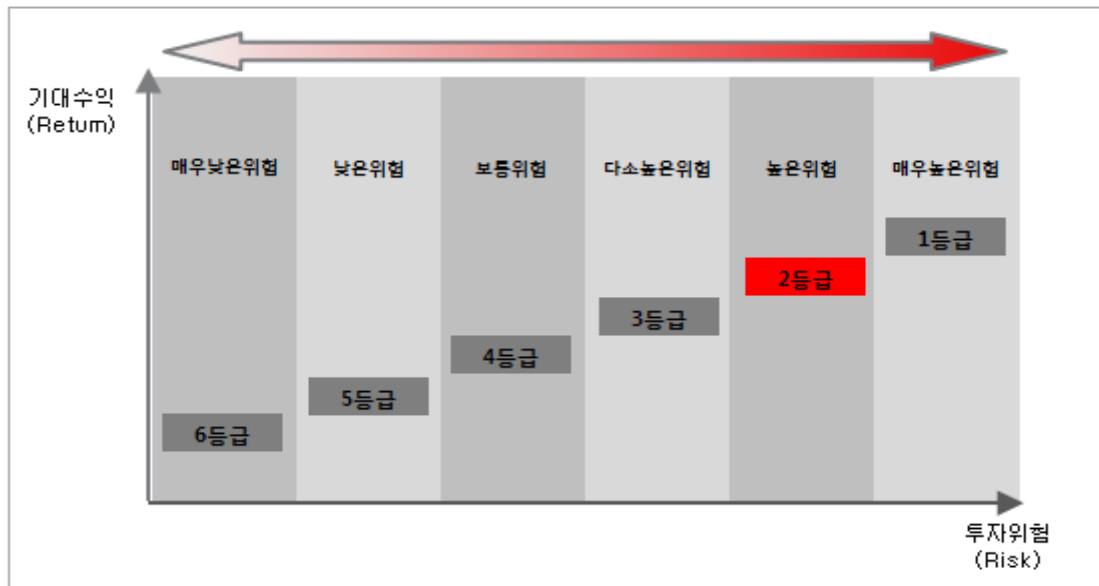 기대수익
(Retum)
매우낮은위험
낮은위험
보통위험
다소높은위험
높은위험
매우높은위험
1등급
2등급
3등급
4등급
5등급
6등급
투자위험
(Risk)